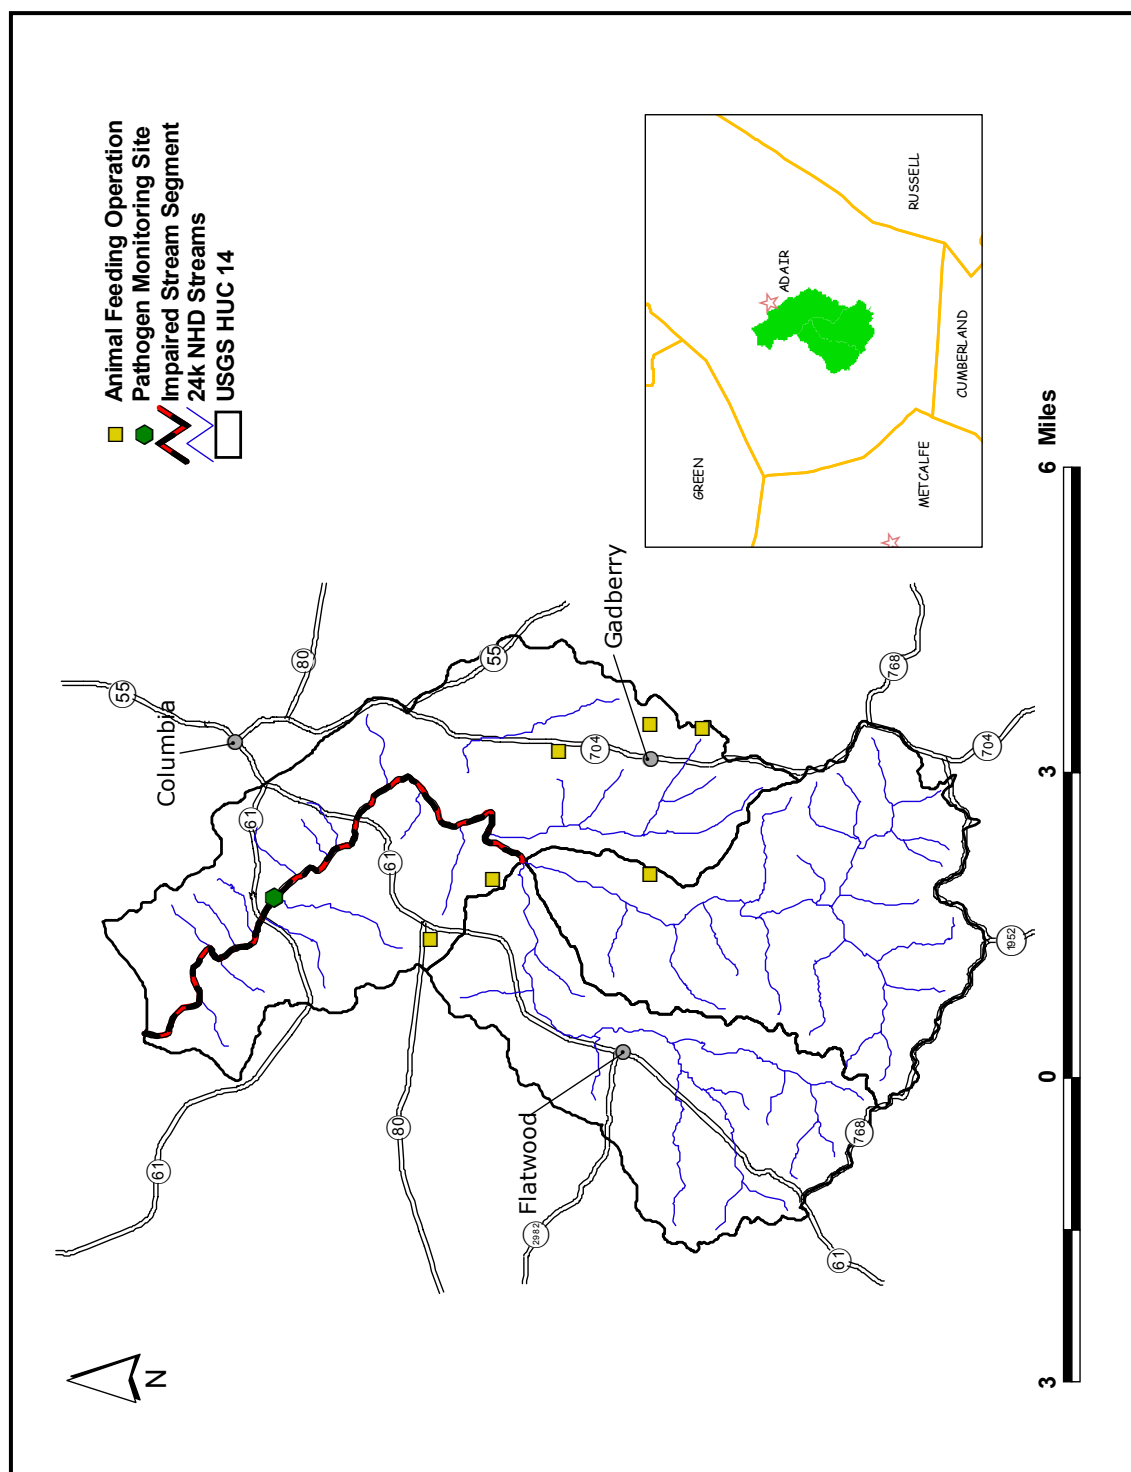 Animal Feeding Operation
Pathogen Monitoring Site
Impaired Stream Segment
24k NHD Streams
USGS HUC 14
N
Columbia
Gadberry
Flatwood
55
80
61
61
55
704
768
704
61
80
2982
768
61
1952
GREEN
ADAIR
RUSSELL
METCALFE
CUMBERLAND
3
0
3
6 Miles